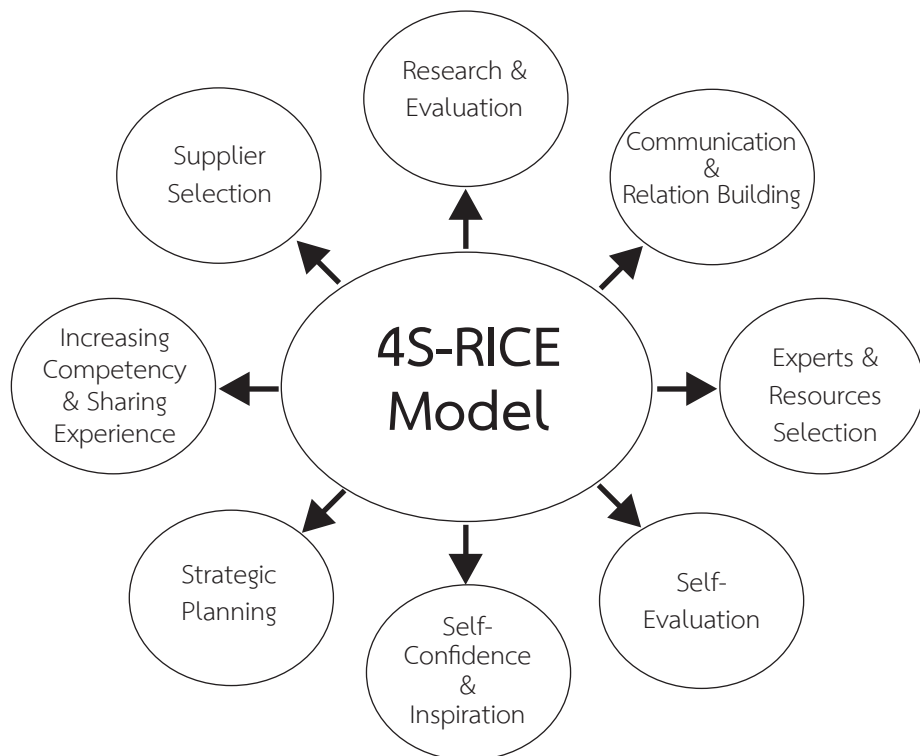 Research &
Evaluation
Communication
&
Relation Building
Experts &
Resources
Selection
Self-
Evaluation
Self-
Confidence
&
Inspiration
Strategic
Planning
Increasing
Competency
& Sharing
Experience
Supplier
Selection
4S-RICE
Model